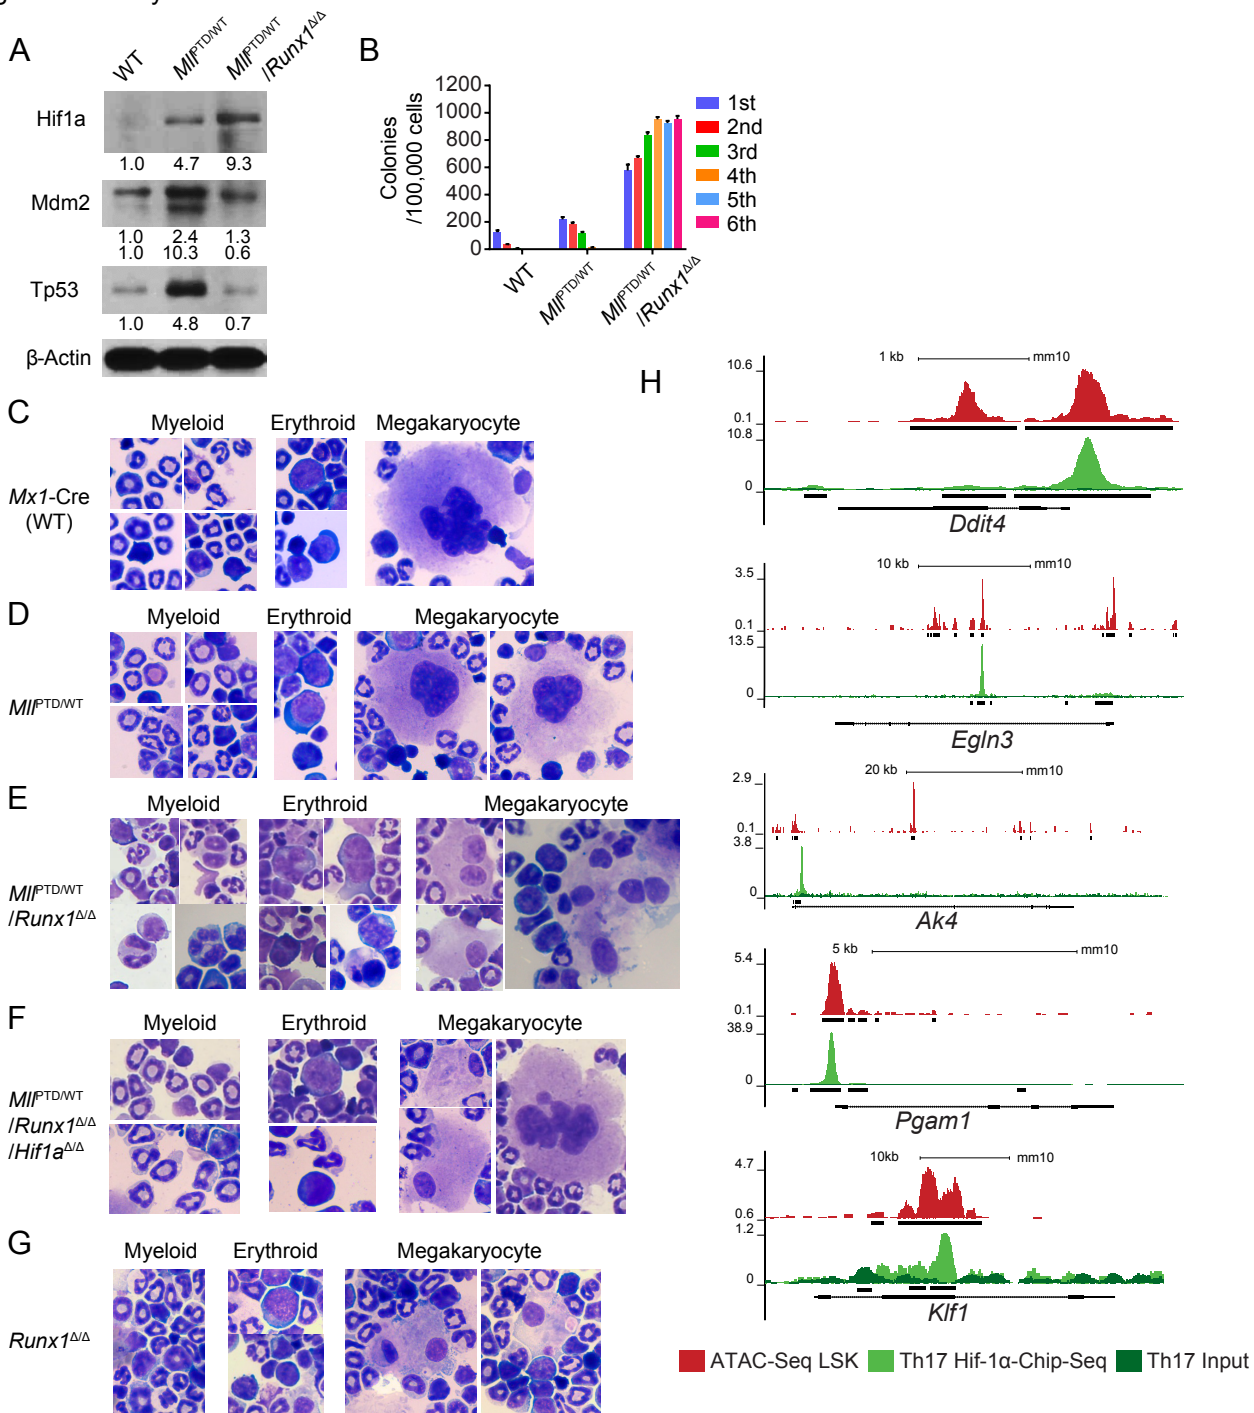 A
WT
Mll PTD/WT
Mll PTD/WT
/Runx1 Δ/Δ
Hif1a
1.0 4.7 9.3
Mdm2
1.0 2.4 1.3
1.0 10.3 0.6
Tp53
1.0 4.8 0.7
β-Actin
B
Colonies
/100,000 cells
1200
1000
800
600
400
200
0
WT
Mll PTD/WT
Mll PTD/WT
/Runx1 Δ/Δ
1st
2nd
3rd
4th
5th
6th
C
Myeloid Erythroid Megakaryocyte
Mx1-Cre
(WT)
D
Myeloid Erythroid Megakaryocyte
Mll PTD/WT
E
Myeloid Erythroid Megakaryocyte
Mll PTD/WT
/Runx1 Δ/Δ
F
Myeloid Erythroid Megakaryocyte
Mll PTD/WT
/Runx1 Δ/Δ
/Hif1a Δ/Δ
G
Myeloid Erythroid Megakaryocyte
Runx1 Δ/Δ
H
1 kb mm10
10.6
0.1
10.8
0
Ddit4
10 kb mm10
3.5
0.1
13.5
0
Egln3
20 kb mm10
2.9
0.1
3.8
0
Ak4
5 kb mm10
5.4
0.1
38.9
0
Pgam1
10kb mm10
4.7
0.6
1.2
0
Klf1
ATAC-Seq LSK Th17 Hif-1α-Chip-Seq Th17 Input